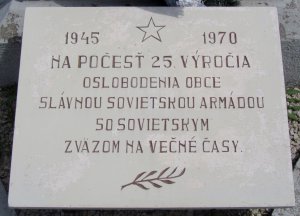 1945 1970
NA POČESŤ 25. VÝROČIA
OSLOBODENIA OBCE
SLÁVNOU SOVIETSKOU ARMÁDOU
SO SOVIETSKYM
ZVÄZOM NA VEČNÉ ČASY.